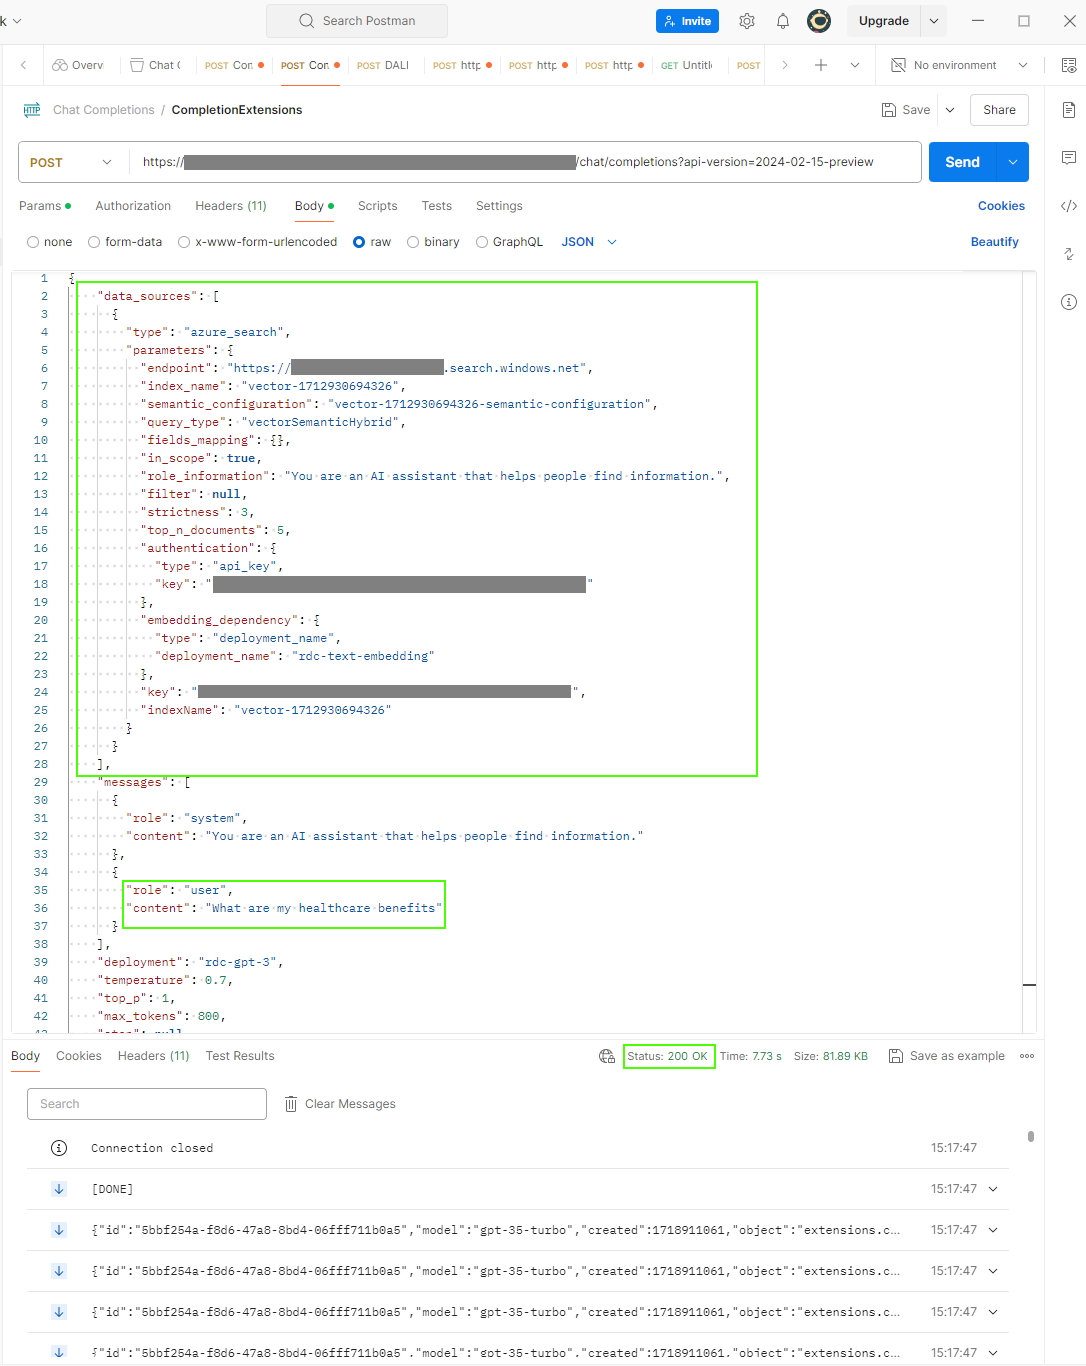 k
Search Postman
Invite
Upgrade
Overvi
Chat C
POST Con
POST Con
POST DALI
POST http
POST http
POST http
GET Untitle
POST
No environment
HTTP Chat Completions / CompletionExtensions
Save
Share
POST
https:// /chat/completions?api-version=2024-02-15-preview
Send
Params
Authorization
Headers (11)
Body
Scripts
Tests
Settings
Cookies
none
form-data
x-www-form-urlencoded
raw
binary
GraphQL
JSON
Beautify
1 {
2 "data_sources": [
3 {
4 "type": "azure_search",
5 "parameters": {
6 "endpoint": "https:// .search.windows.net",
7 "index_name": "vector-1712930694326",
8 "semantic_configuration": "vector-1712930694326-semantic-configuration",
9 "query_type": "vectorSemanticHybrid",
10 "fields_mapping": {},
11 "in_scope": true,
12 "role_information": "You are an AI assistant that helps people find information.",
13 "filter": null,
14 "strictness": 3,
15 "top_n_documents": 5,
16 "authentication": {
17 "type": "api_key",
18 "key": " "
19 },
20 "embedding_dependency": {
21 "type": "deployment_name",
22 "deployment_name": "rdc-text-embedding"
23 },
24 "key": " ",
25 "indexName": "vector-1712930694326"
26 }
27 }
28 ],
29 "messages": [
30 {
31 "role": "system",
32 "content": "You are an AI assistant that helps people find information."
33 },
34 {
35 "role": "user",
36 "content": "What are my healthcare benefits"
37 }
38 ],
39 "deployment": "rdc-gpt-3",
40 "temperature": 0.7,
41 "top_p": 1,
42 "max_tokens": 800,
43 "stop": null
Body
Cookies
Headers (11)
Test Results
Status: 200 OK
Time: 7.73 s
Size: 81.89 KB
Save as example
Search
Clear Messages
Connection closed 15:17:47
[DONE] 15:17:47
{"id":"5bbf254a-f8d6-47a8-8bd4-06fff711b0a5","model":"gpt-35-turbo","created":1718911061,"object":"extensions.c... 15:17:47
{"id":"5bbf254a-f8d6-47a8-8bd4-06fff711b0a5","model":"gpt-35-turbo","created":1718911061,"object":"extensions.c... 15:17:47
{"id":"5bbf254a-f8d6-47a8-8bd4-06fff711b0a5","model":"gpt-35-turbo","created":1718911061,"object":"extensions.c... 15:17:47
{"id":"5bbf254a-f8d6-47a8-8bd4-06fff711b0a5","model":"gpt-35-turbo","created":1718911061,"object":"extensions.c... 15:17:47